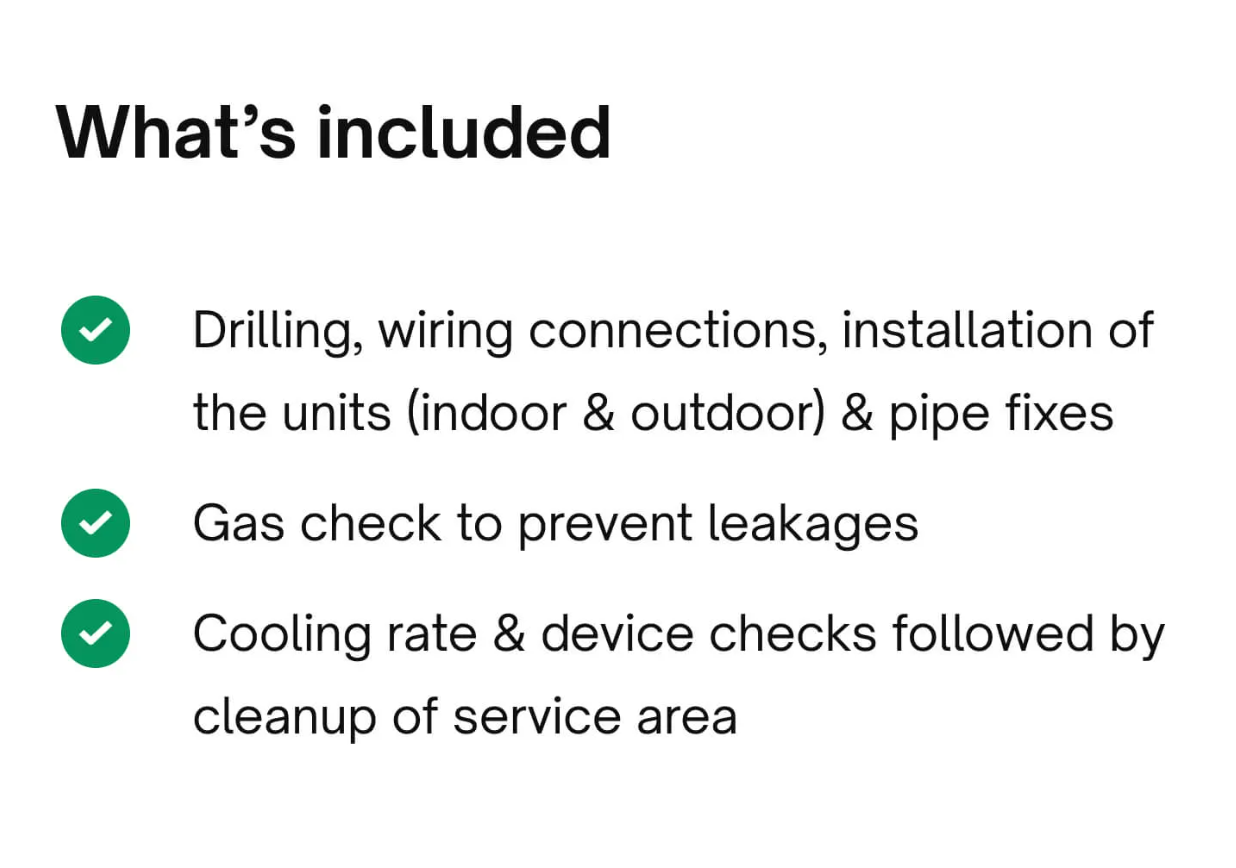 What’s included
Drilling, wiring connections, installation of
the units (indoor & outdoor) & pipe fixes
Gas check to prevent leakages
Cooling rate & device checks followed by
cleanup of service area